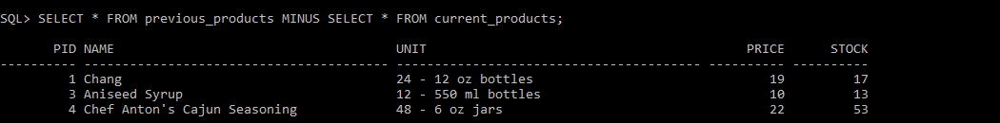 SQL> SELECT * FROM previous_products MINUS SELECT * FROM current_products;
PID NAME UNIT PRICE STOCK
---------- ---------------------------------------- ---------------------------------------- ---------- ----------
1 Chang 24 - 12 oz bottles 19 17
3 Aniseed Syrup 12 - 550 ml bottles 10 13
4 Chef Anton's Cajun Seasoning 48 - 6 oz jars 22 53